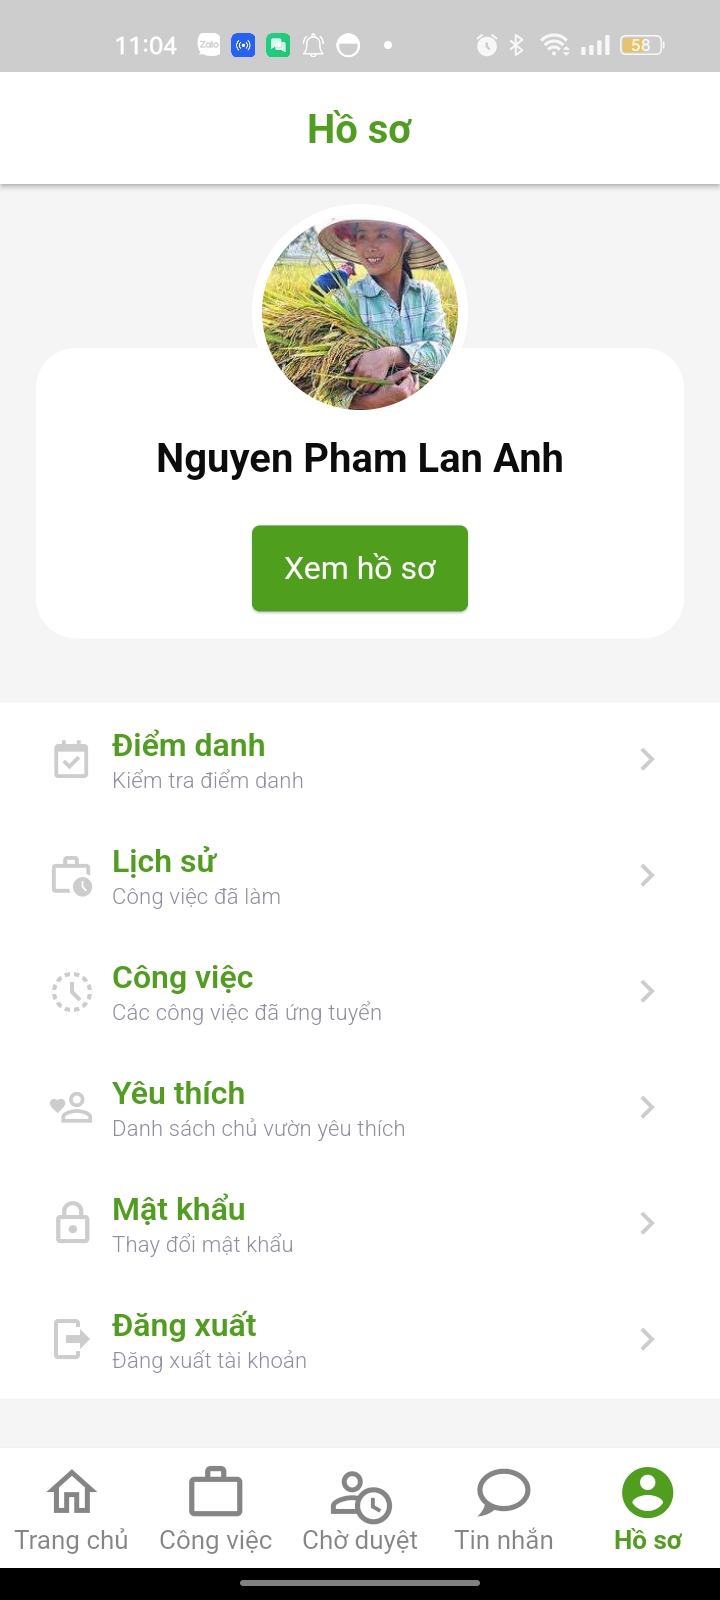 11:04
Zalo
58
Hồ sơ
Nguyen Pham Lan Anh
Xem hồ sơ
Điểm danh
Kiểm tra điểm danh
Lịch sử
Công việc đã làm
Công việc
Các công việc đã ứng tuyển
Yêu thích
Danh sách chủ vườn yêu thích
Mật khẩu
Thay đổi mật khẩu
Đăng xuất
Đăng xuất tài khoản
Trang chủ
Công việc
Chờ duyệt
Tin nhắn
Hồ sơ